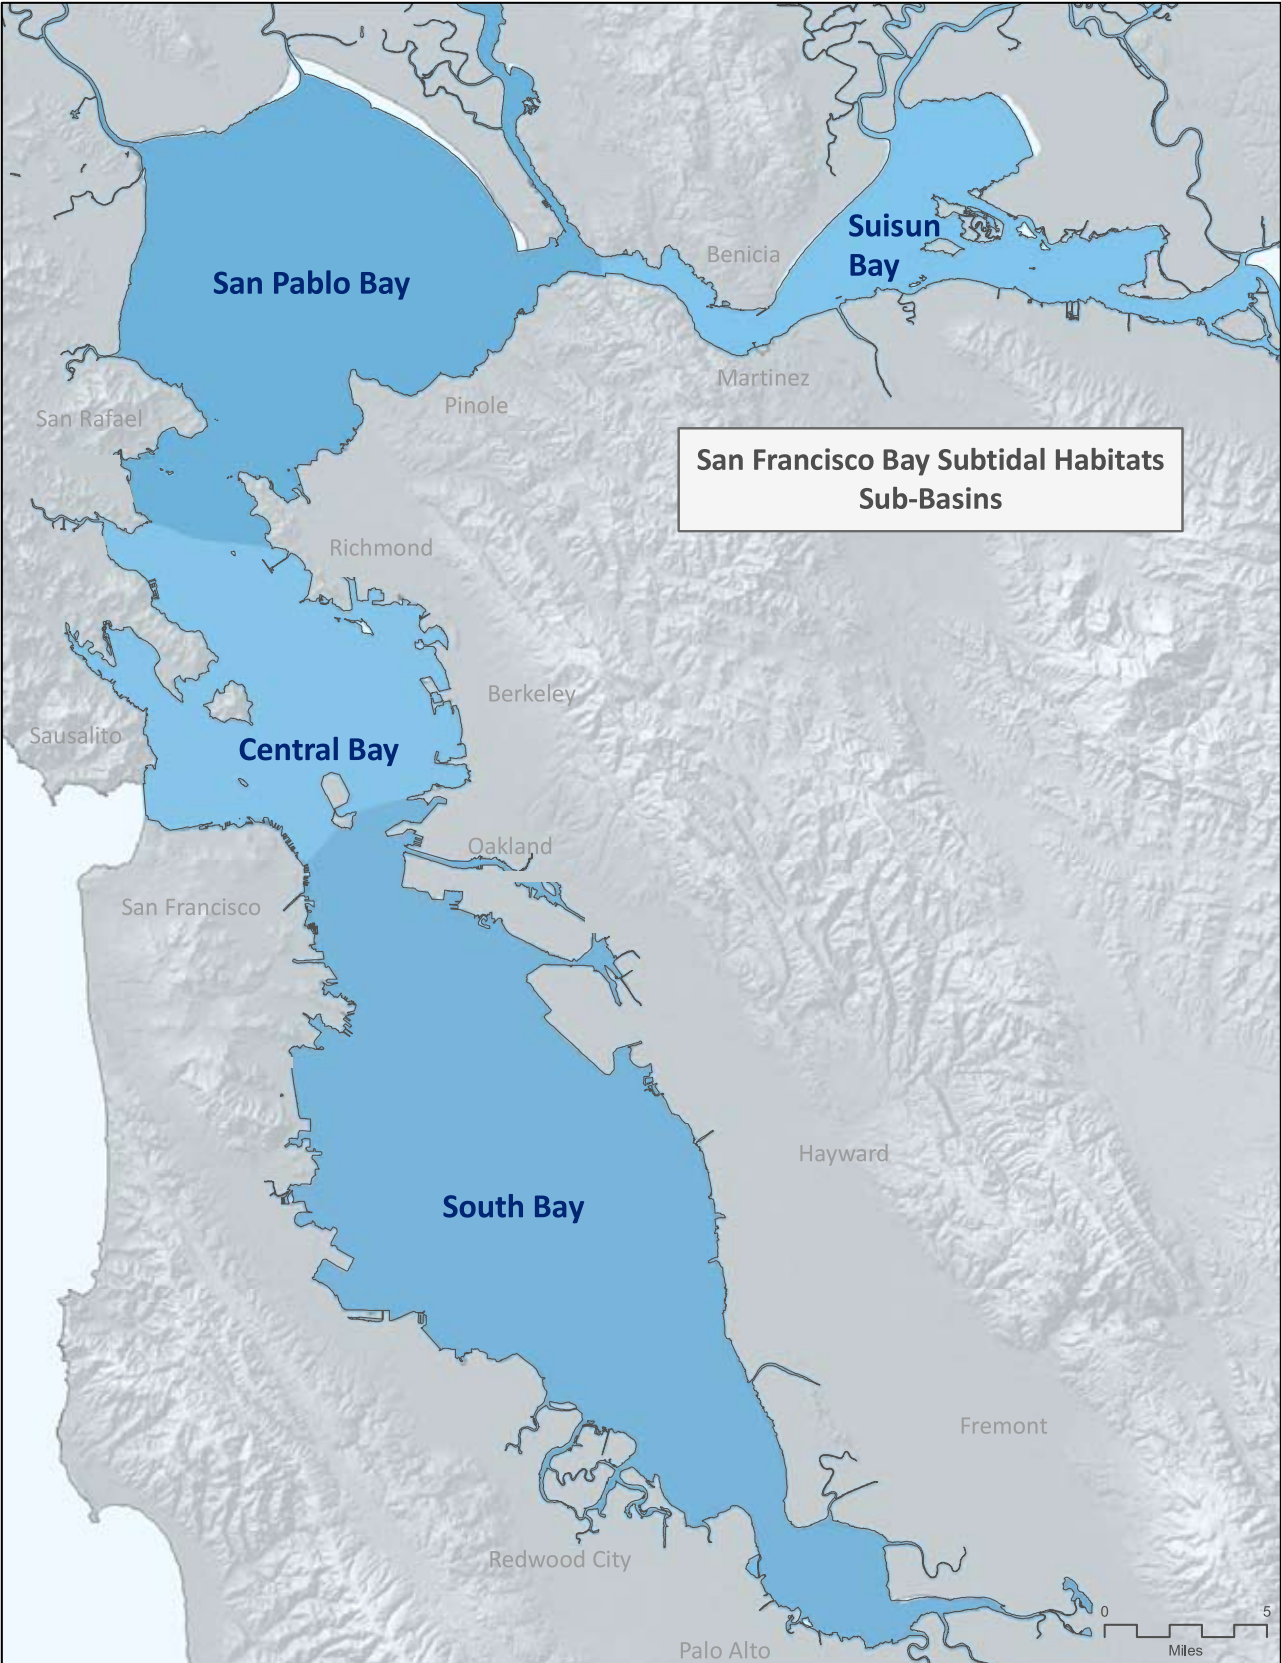 Suisun
Bay
Benicia
San Pablo Bay
Martinez
Pinole
San Rafael
San Francisco Bay Subtidal Habitats
Sub-Basins
Richmond
Berkeley
Sausalito
Central Bay
Oakland
San Francisco
Hayward
South Bay
Fremont
Redwood City
0 5
Miles
Palo Alto